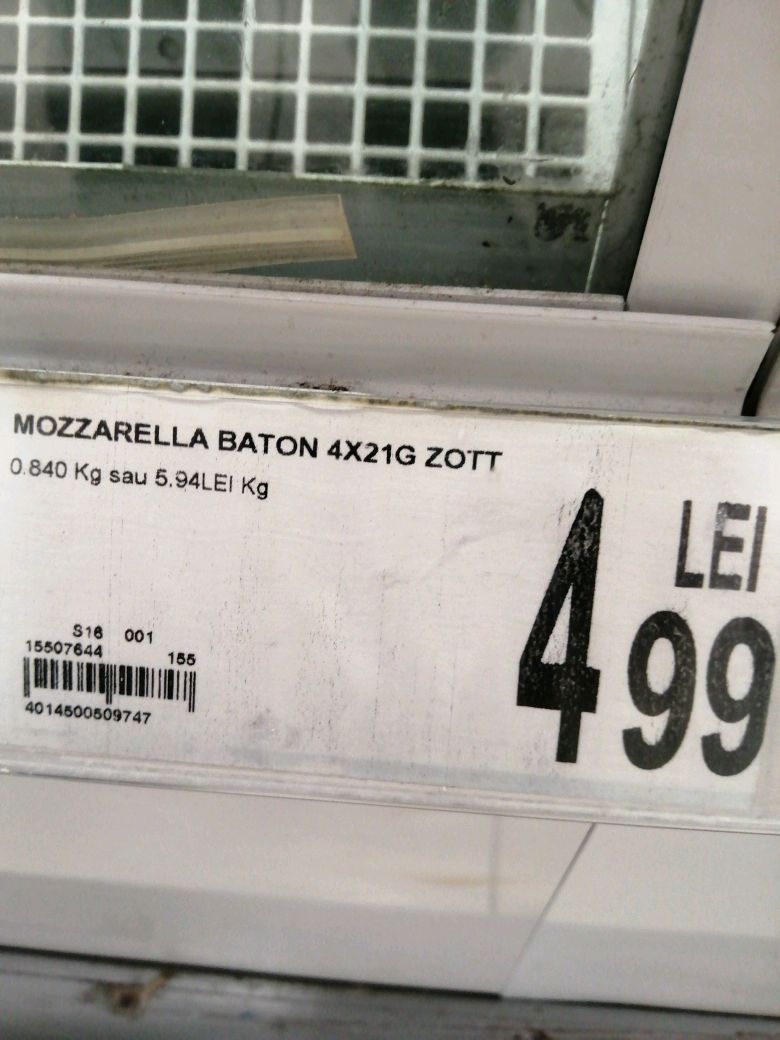 MOZZARELLA BATON 4X21G ZOTT
0.840 Kg sau 5.94LEI Kg
4 99 LEI
S16 001
15507644 155
4014500509747